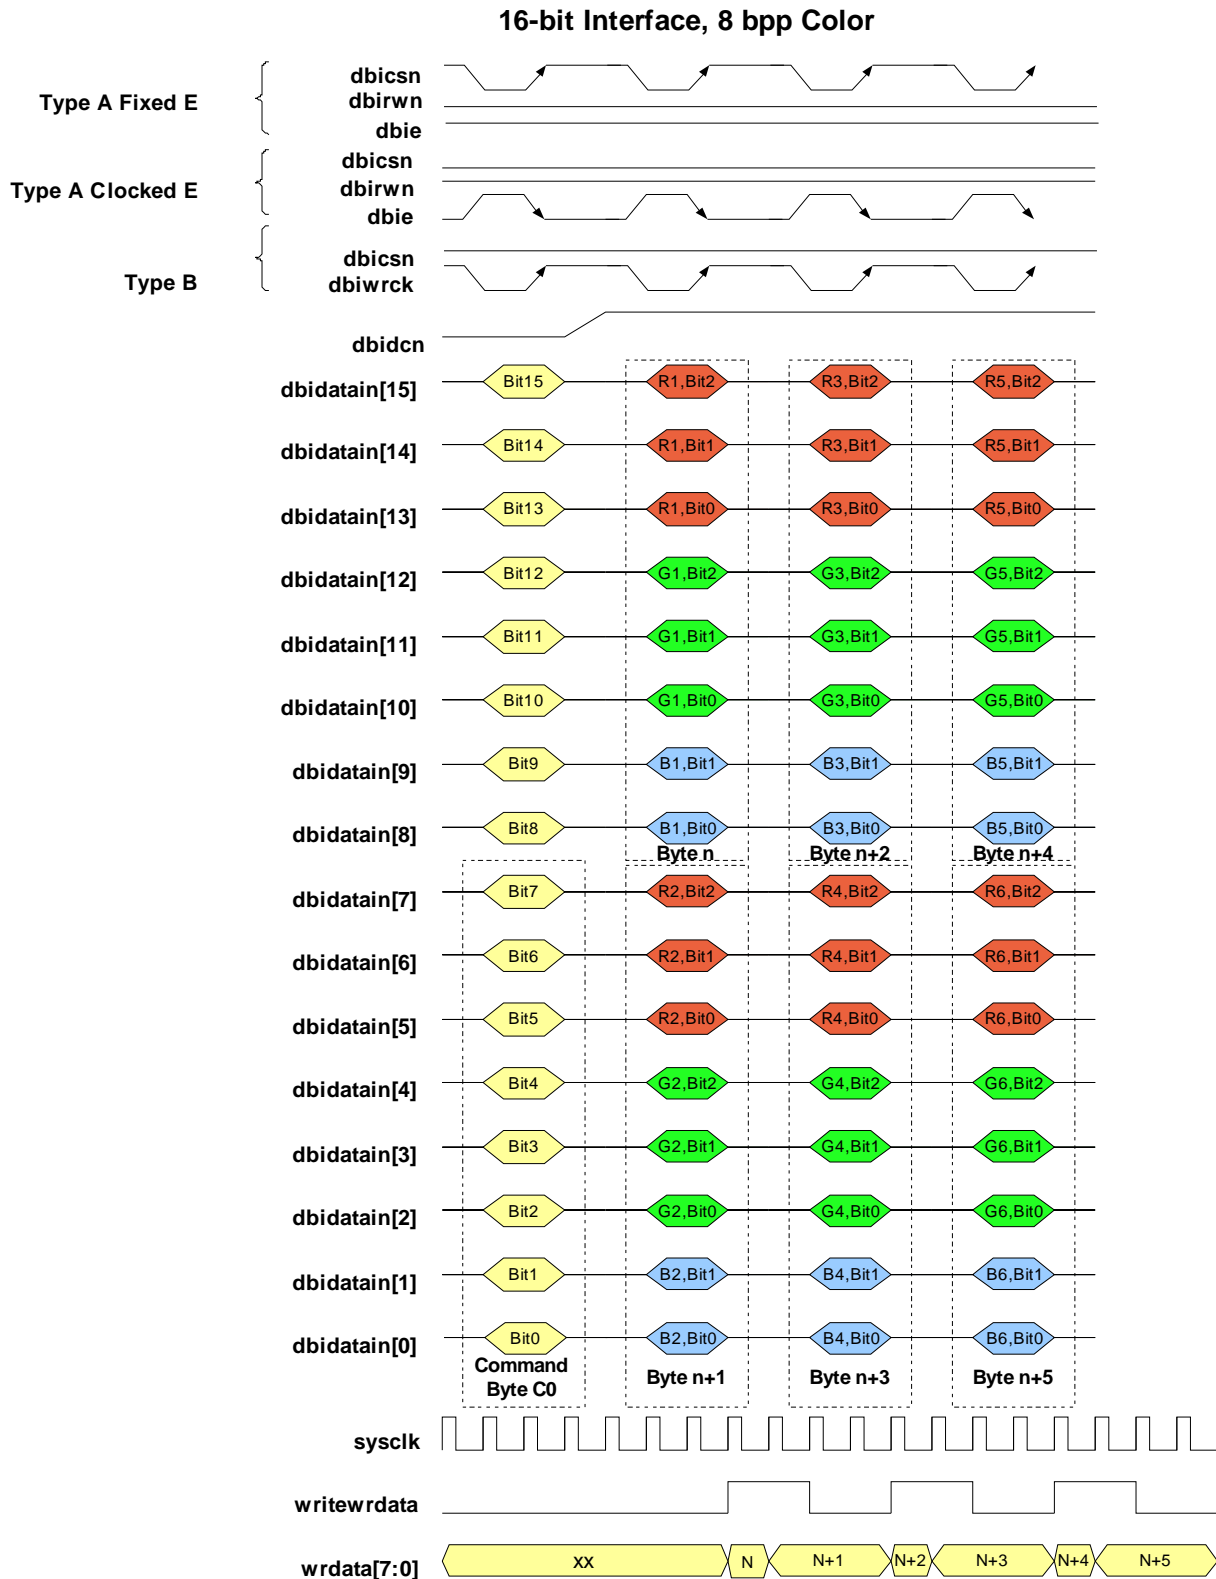 16-bit Interface, 8 bpp Color
Type A Fixed E
dbicsn
dbirwn
dbie
Type A Clocked E
dbicsn
dbirwn
dbie
Type B
dbicsn
dbiwrck
dbidcn
dbidatain[15] Bit15 R1,Bit2 R3,Bit2 R5,Bit2
dbidatain[14] Bit14 R1,Bit1 R3,Bit1 R5,Bit1
dbidatain[13] Bit13 R1,Bit0 R3,Bit0 R5,Bit0
dbidatain[12] Bit12 G1,Bit2 G3,Bit2 G5,Bit2
dbidatain[11] Bit11 G1,Bit1 G3,Bit1 G5,Bit1
dbidatain[10] Bit10 G1,Bit0 G3,Bit0 G5,Bit0
dbidatain[9] Bit9 B1,Bit1 B3,Bit1 B5,Bit1
dbidatain[8] Bit8 B1,Bit0 B3,Bit0 B5,Bit0
Byte n Byte n+2 Byte n+4
dbidatain[7] Bit7 R2,Bit2 R4,Bit2 R6,Bit2
dbidatain[6] Bit6 R2,Bit1 R4,Bit1 R6,Bit1
dbidatain[5] Bit5 R2,Bit0 R4,Bit0 R6,Bit0
dbidatain[4] Bit4 G2,Bit2 G4,Bit2 G6,Bit2
dbidatain[3] Bit3 G2,Bit1 G4,Bit1 G6,Bit1
dbidatain[2] Bit2 G2,Bit0 G4,Bit0 G6,Bit0
dbidatain[1] Bit1 B2,Bit1 B4,Bit1 B6,Bit1
dbidatain[0] Bit0 B2,Bit0 B4,Bit0 B6,Bit0
Command
Byte C0
Byte n+1 Byte n+3 Byte n+5
sysclk
writewrdata
wrdata[7:0] xx N N+1 N+2 N+3 N+4 N+5